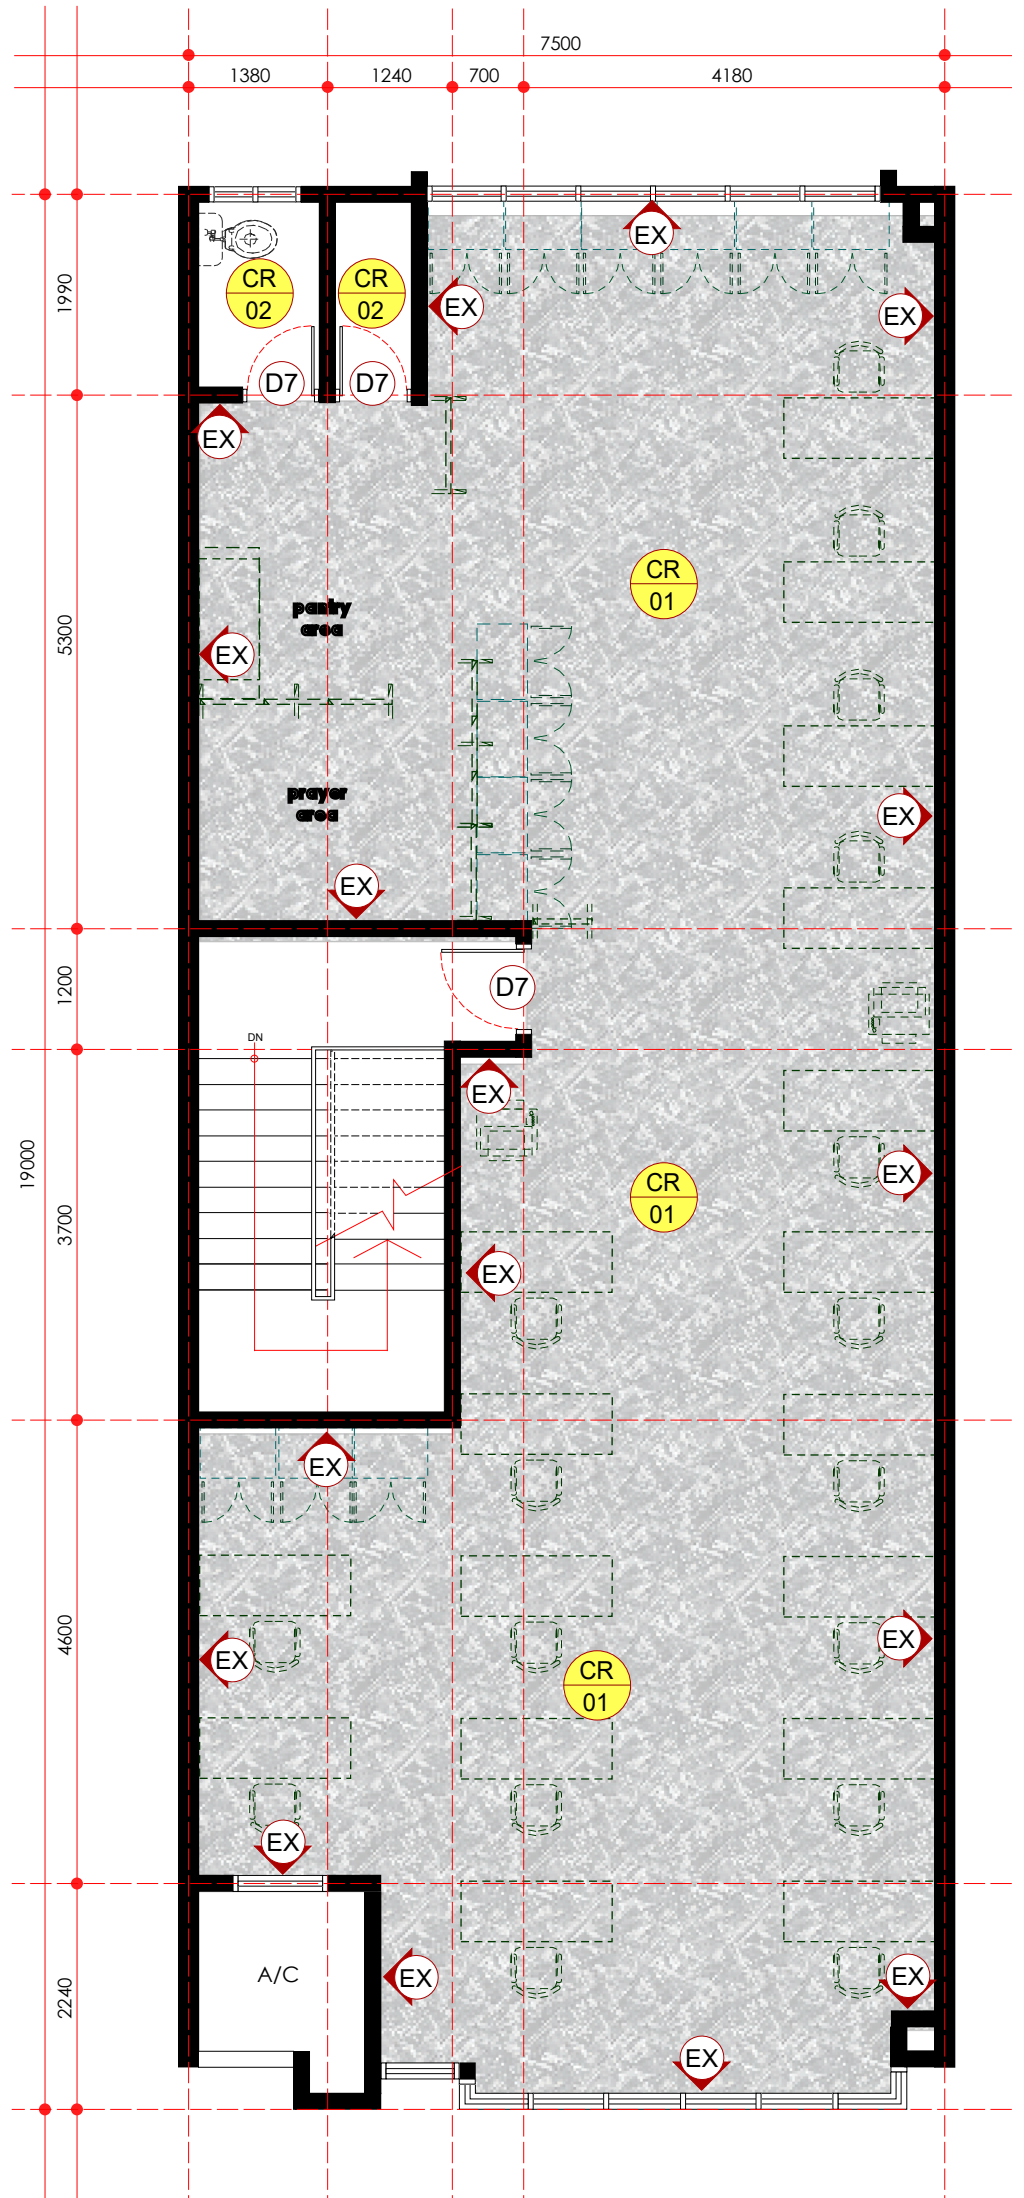 7500
1380 1240 700 4180
EX
CR
02
CR
02
EX
EX
1990
D7
D7
EX
CR
01
pantry
area
5300
EX
prayer
area
EX
EX
1200
D7
DN
EX
EX
19000
CR
01
3700
EX
EX
4600
EX
EX
CR
01
EX
A/C
EX
EX
2240
EX